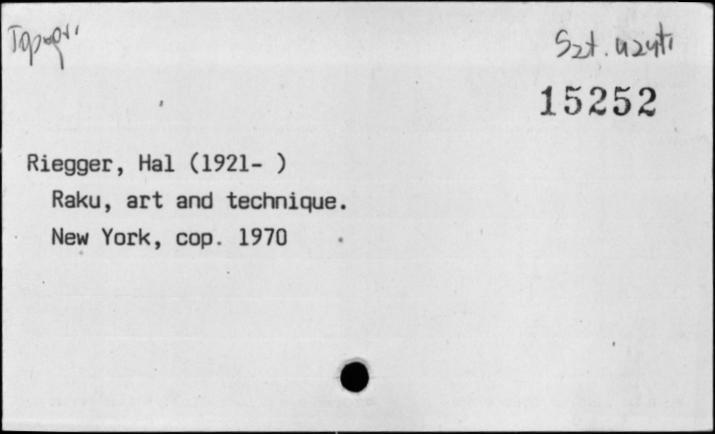 15252
Riegger, Hal (1921- )
Raku, art and technique.
New York, cop. 1970